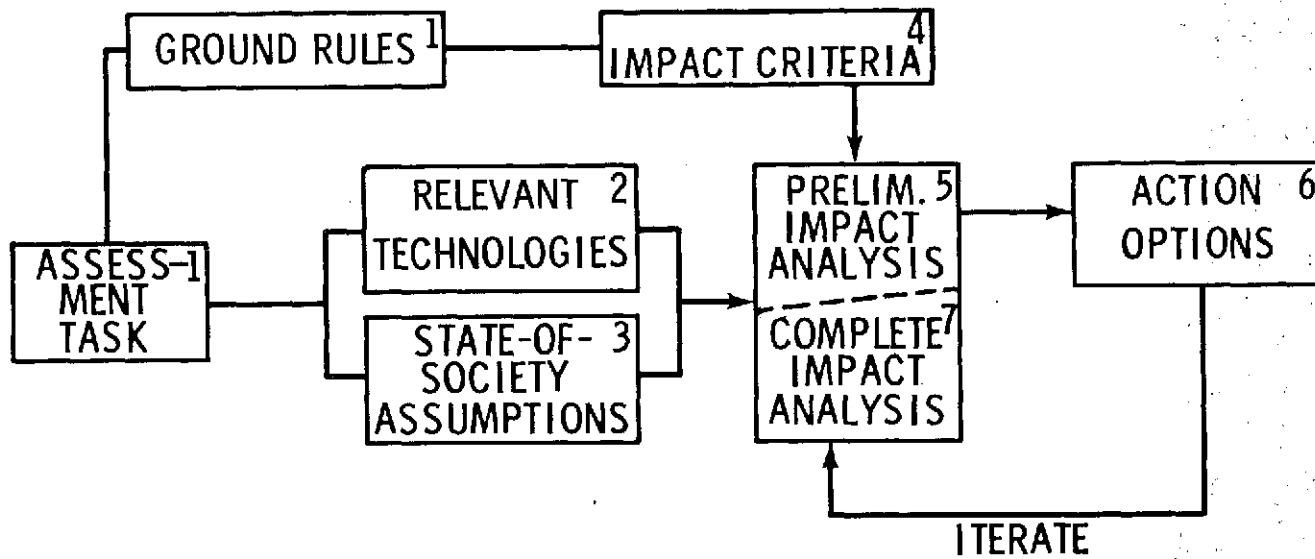 GROUND RULES 1
4
IMPACT CRITERIA
RELEVANT 2
TECHNOLOGIES
ASSESS- 1
MENT
TASK
STATE-OF- 3
SOCIETY
ASSUMPTIONS
PRELIM. 5
IMPACT
ANALYSIS
COMPLETE 7
IMPACT
ANALYSIS
ACTION 6
OPTIONS
ITERATE